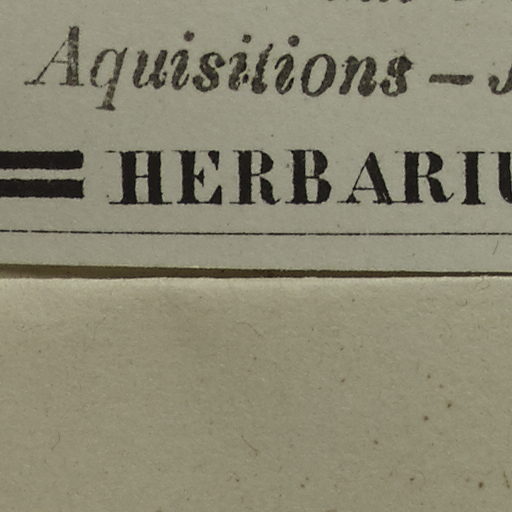 Aquisitions –
= HERBARIU